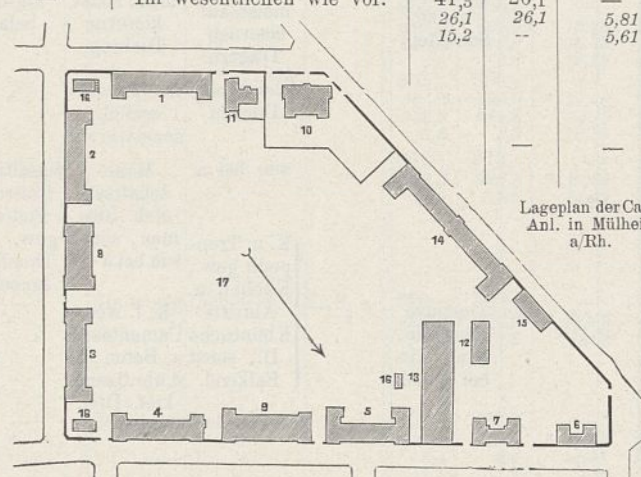 Im wesentlichen wie vor.
41,3 20,1 —
26,1 26,1 5,81
15,2 -- 5,61
— —
Lageplan der Ca
Anl. in Mülhei
a/Rh.
16
1
11
10
2
8
17
14
15
3
12
16 13
16
4
9
5
7
6